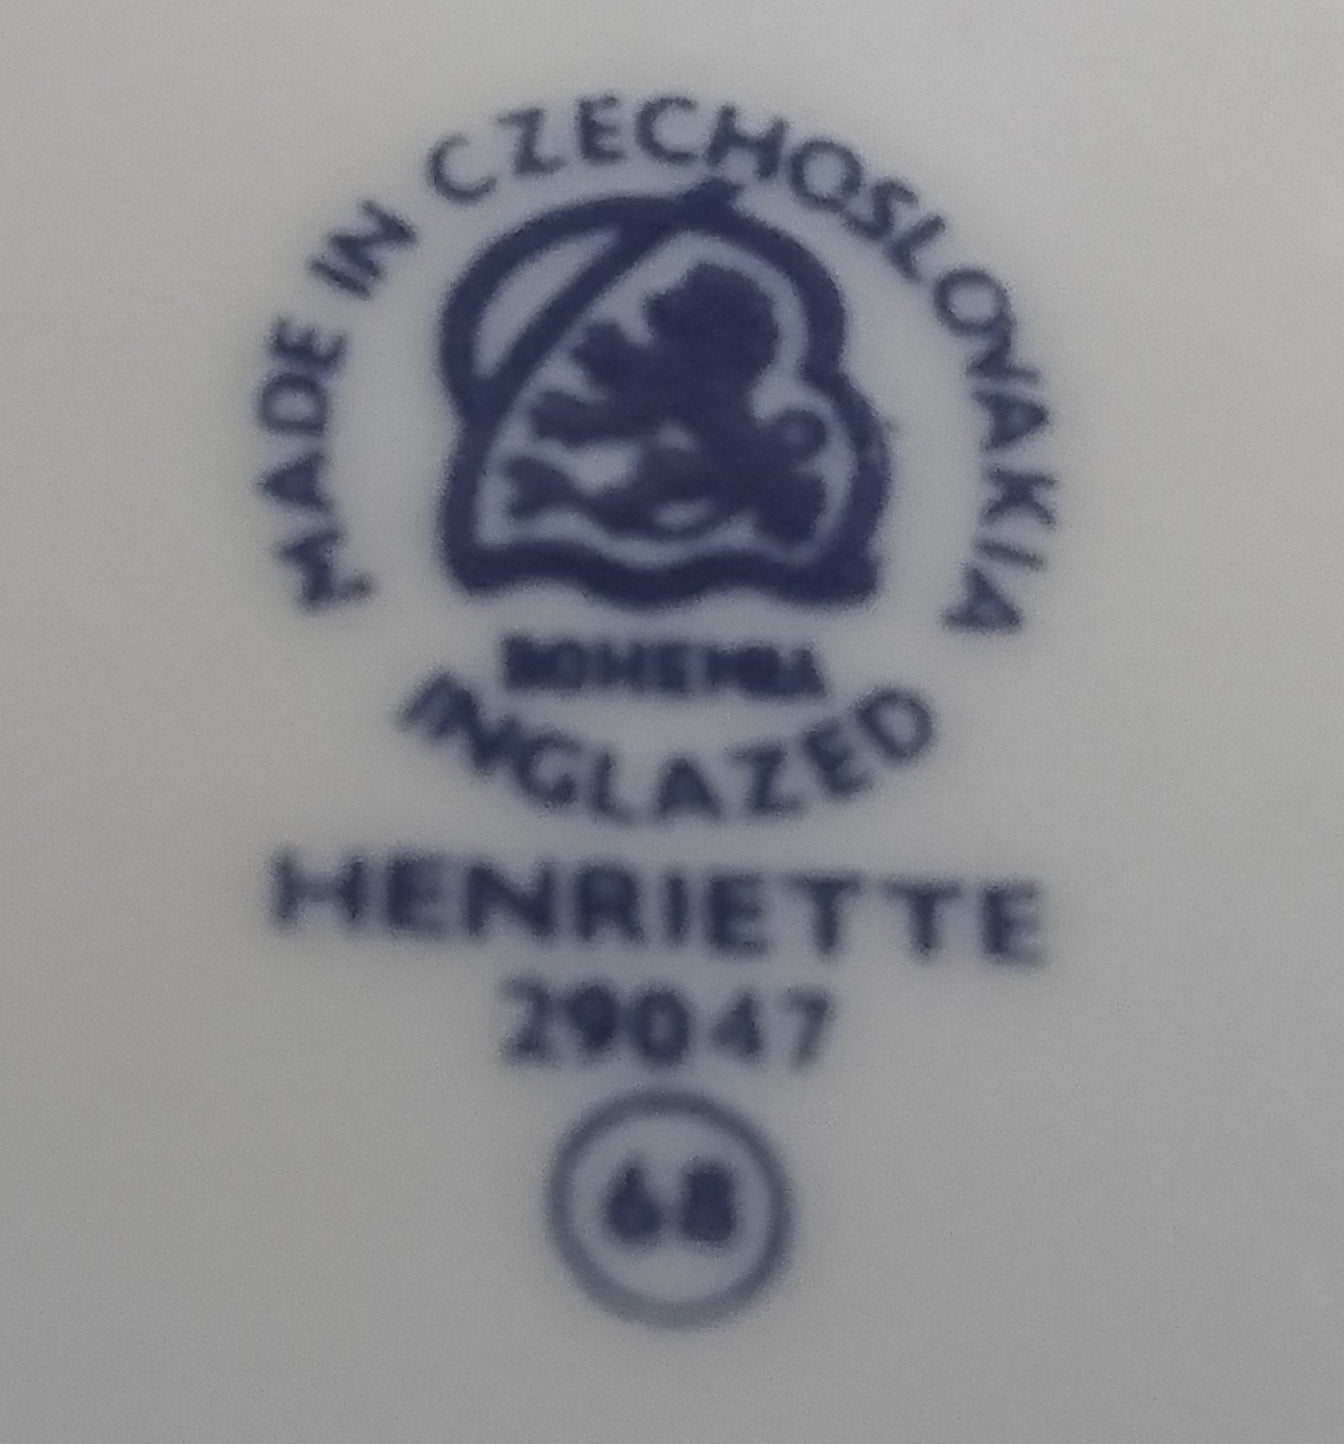 MADE IN CZECHOSLOVAKIA
BOHEMIA
INGLAZED
HENRIETTE
29047
68